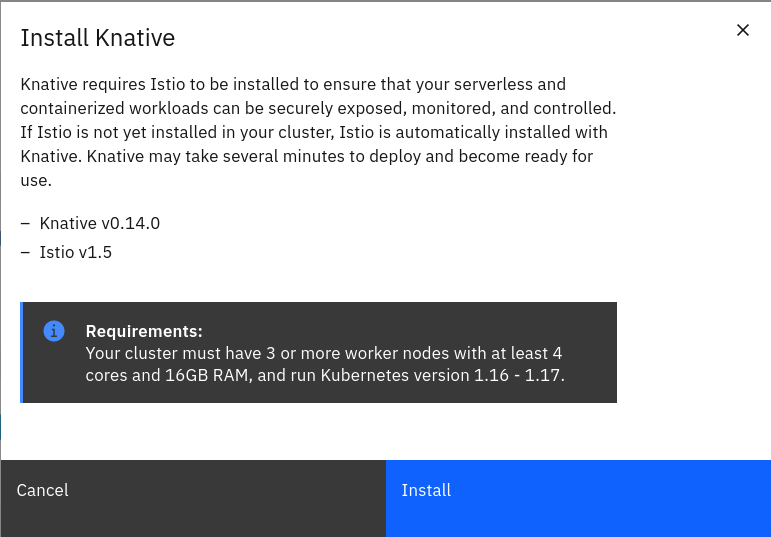 Install Knative
Knative requires Istio to be installed to ensure that your serverless and
containerized workloads can be securely exposed, monitored, and controlled.
If Istio is not yet installed in your cluster, Istio is automatically installed with
Knative. Knative may take several minutes to deploy and become ready for
use.
– Knative v0.14.0
– Istio v1.5
Requirements:
Your cluster must have 3 or more worker nodes with at least 4
cores and 16GB RAM, and run Kubernetes version 1.16 - 1.17.
Cancel
Install